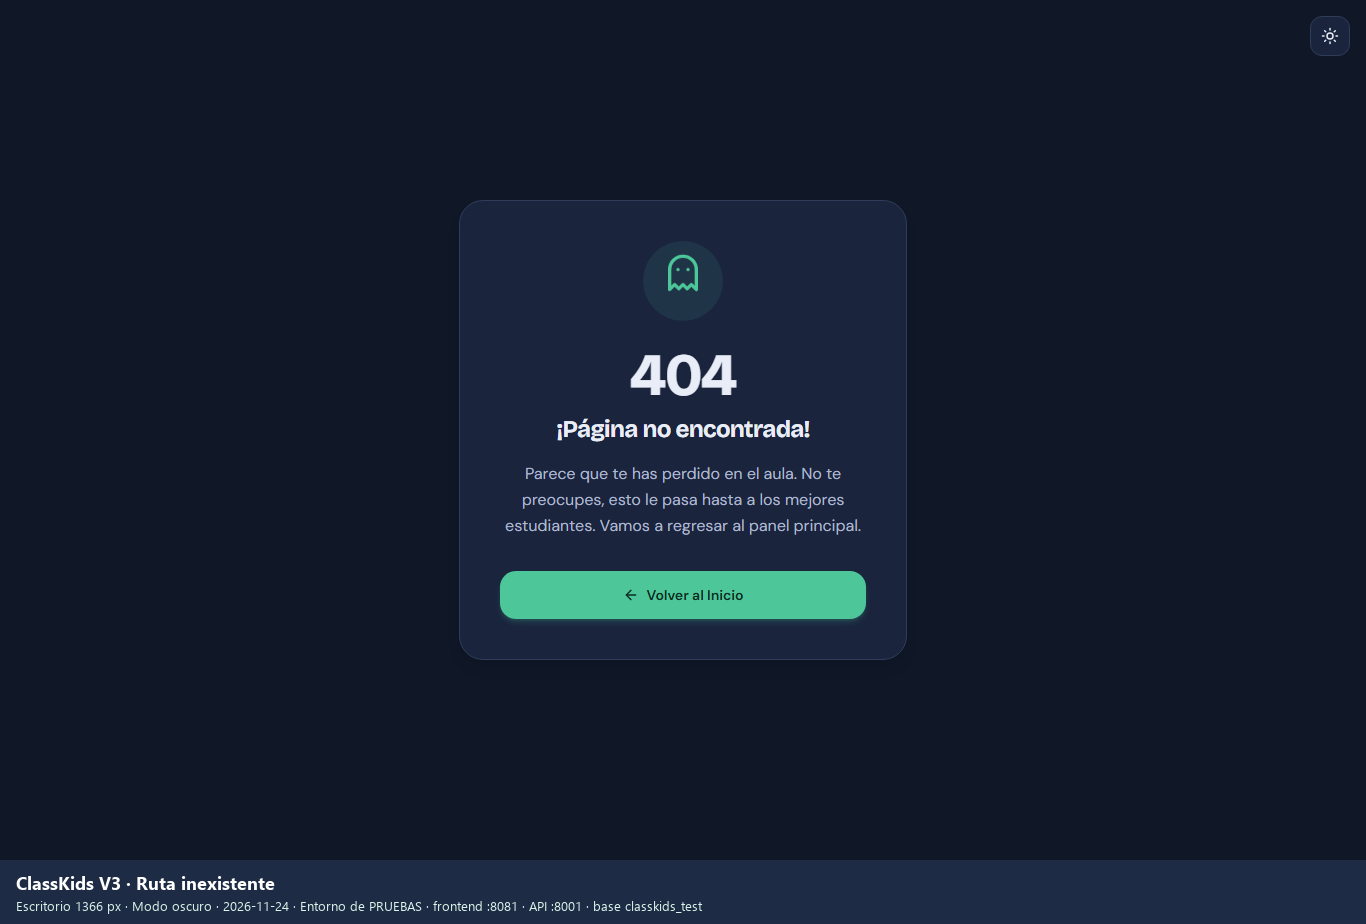 404
¡Página no encontrada!
Parece que te has perdido en el aula. No te
preocupes, esto le pasa hasta a los mejores
estudiantes. Vamos a regresar al panel principal.
Volver al Inicio
ClassKids V3 · Ruta inexistente
Escritorio 1366 px · Modo oscuro · 2026-11-24 · Entorno de PRUEBAS · frontend :8081 · API :8001 · base classkids_test